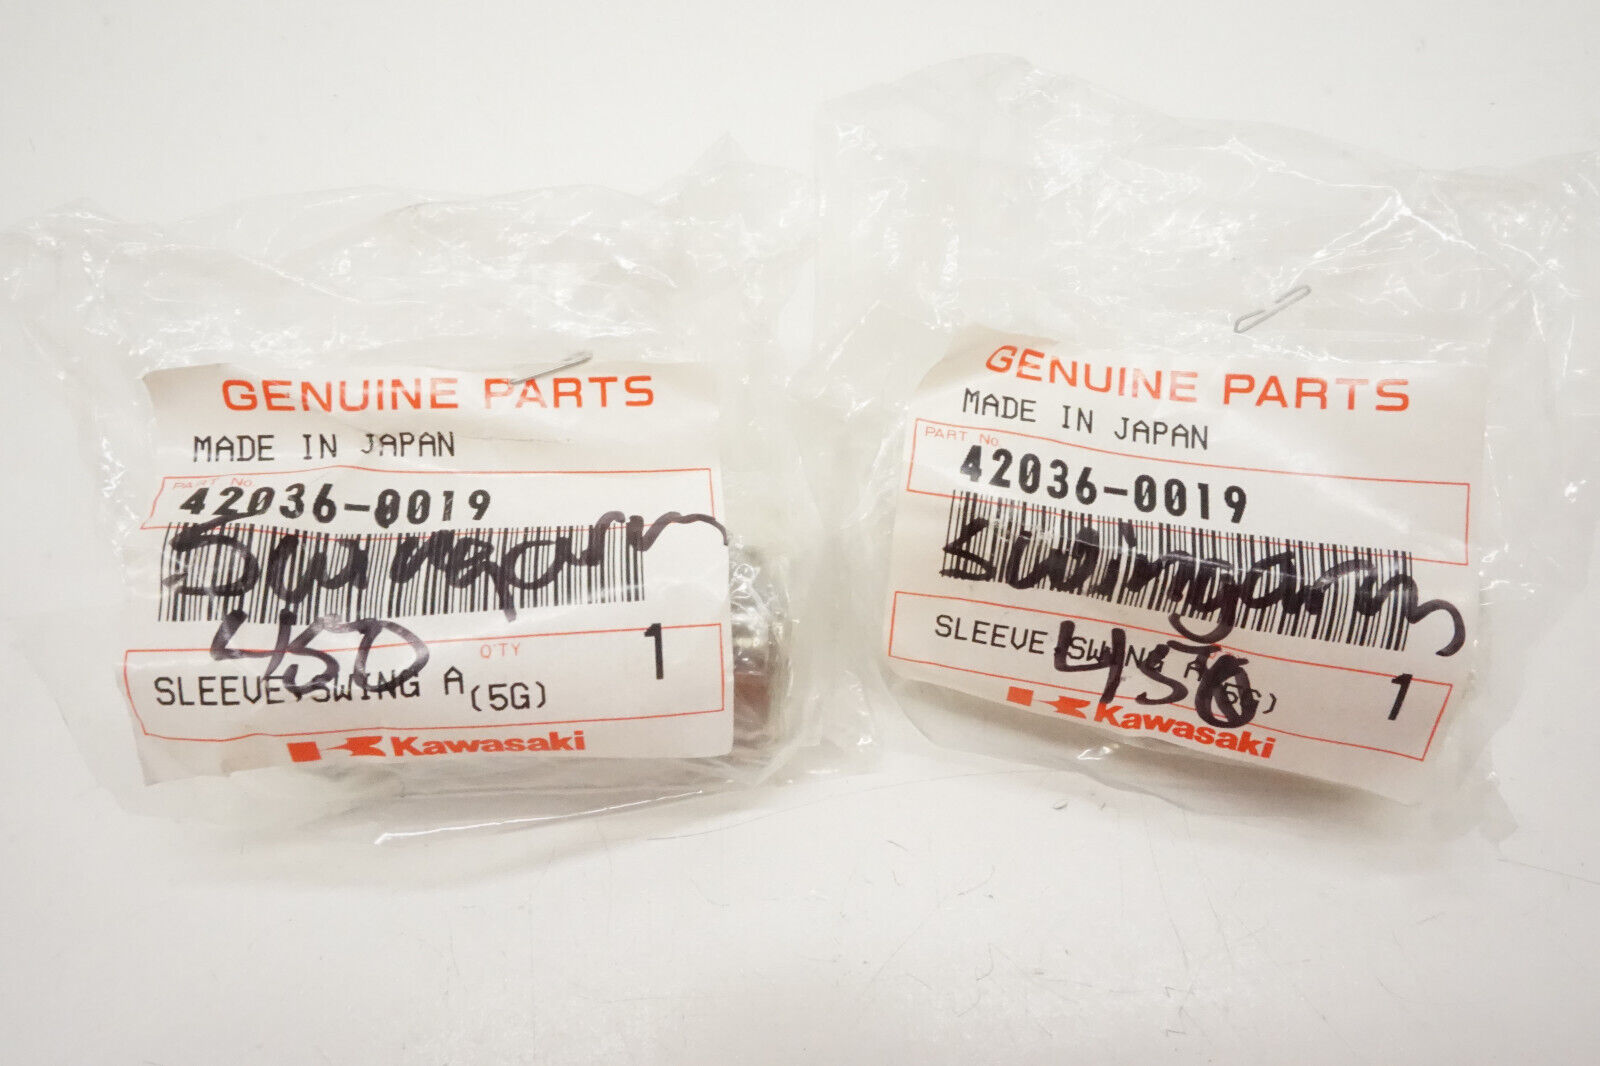 GENUINE PARTS
MADE IN JAPAN
PART No.
42036-0019
Swingarm
450
Q'TY
1
SLEEVE,SWING A (5G)
Kawasaki
GENUINE PARTS
MADE IN JAPAN
PART No.
42036-0019
Swingarm
450
SLEEVE,SWING A (5G)
1
Kawasaki